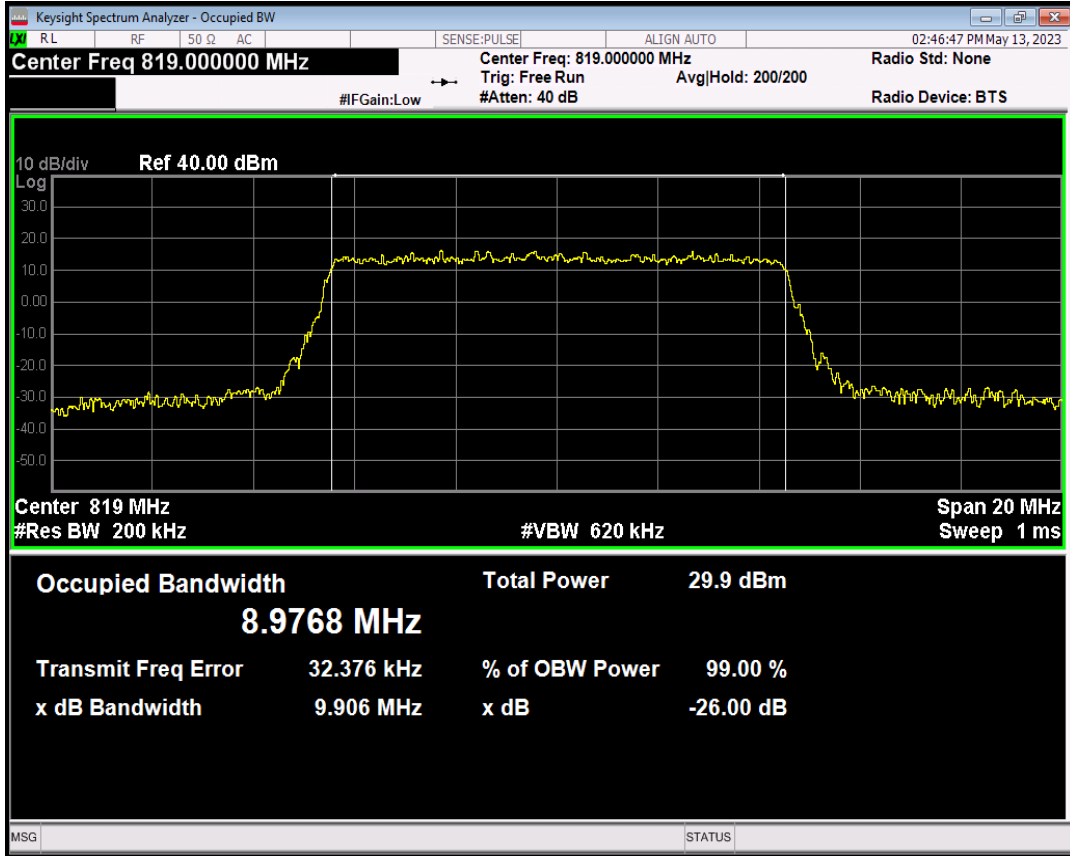 Keysight Spectrum Analyzer - Occupied BW
LXI RL RF 50 Ω AC SENSE:PULSE ALIGN AUTO 02:46:47 PM May 13, 2023
Center Freq 819.000000 MHz Center Freq: 819.000000 MHz Radio Std: None
Trig: Free Run Avg|Hold: 200/200
#IFGain:Low #Atten: 40 dB Radio Device: BTS
10 dB/div Ref 40.00 dBm
Log
30.0
20.0
10.0
0.00
-10.0
-20.0
-30.0
-40.0
-50.0
Center 819 MHz Span 20 MHz
#Res BW 200 kHz #VBW 620 kHz Sweep 1 ms
Occupied Bandwidth Total Power 29.9 dBm
8.9768 MHz
Transmit Freq Error 32.376 kHz % of OBW Power 99.00 %
x dB Bandwidth 9.906 MHz x dB -26.00 dB
MSG STATUS